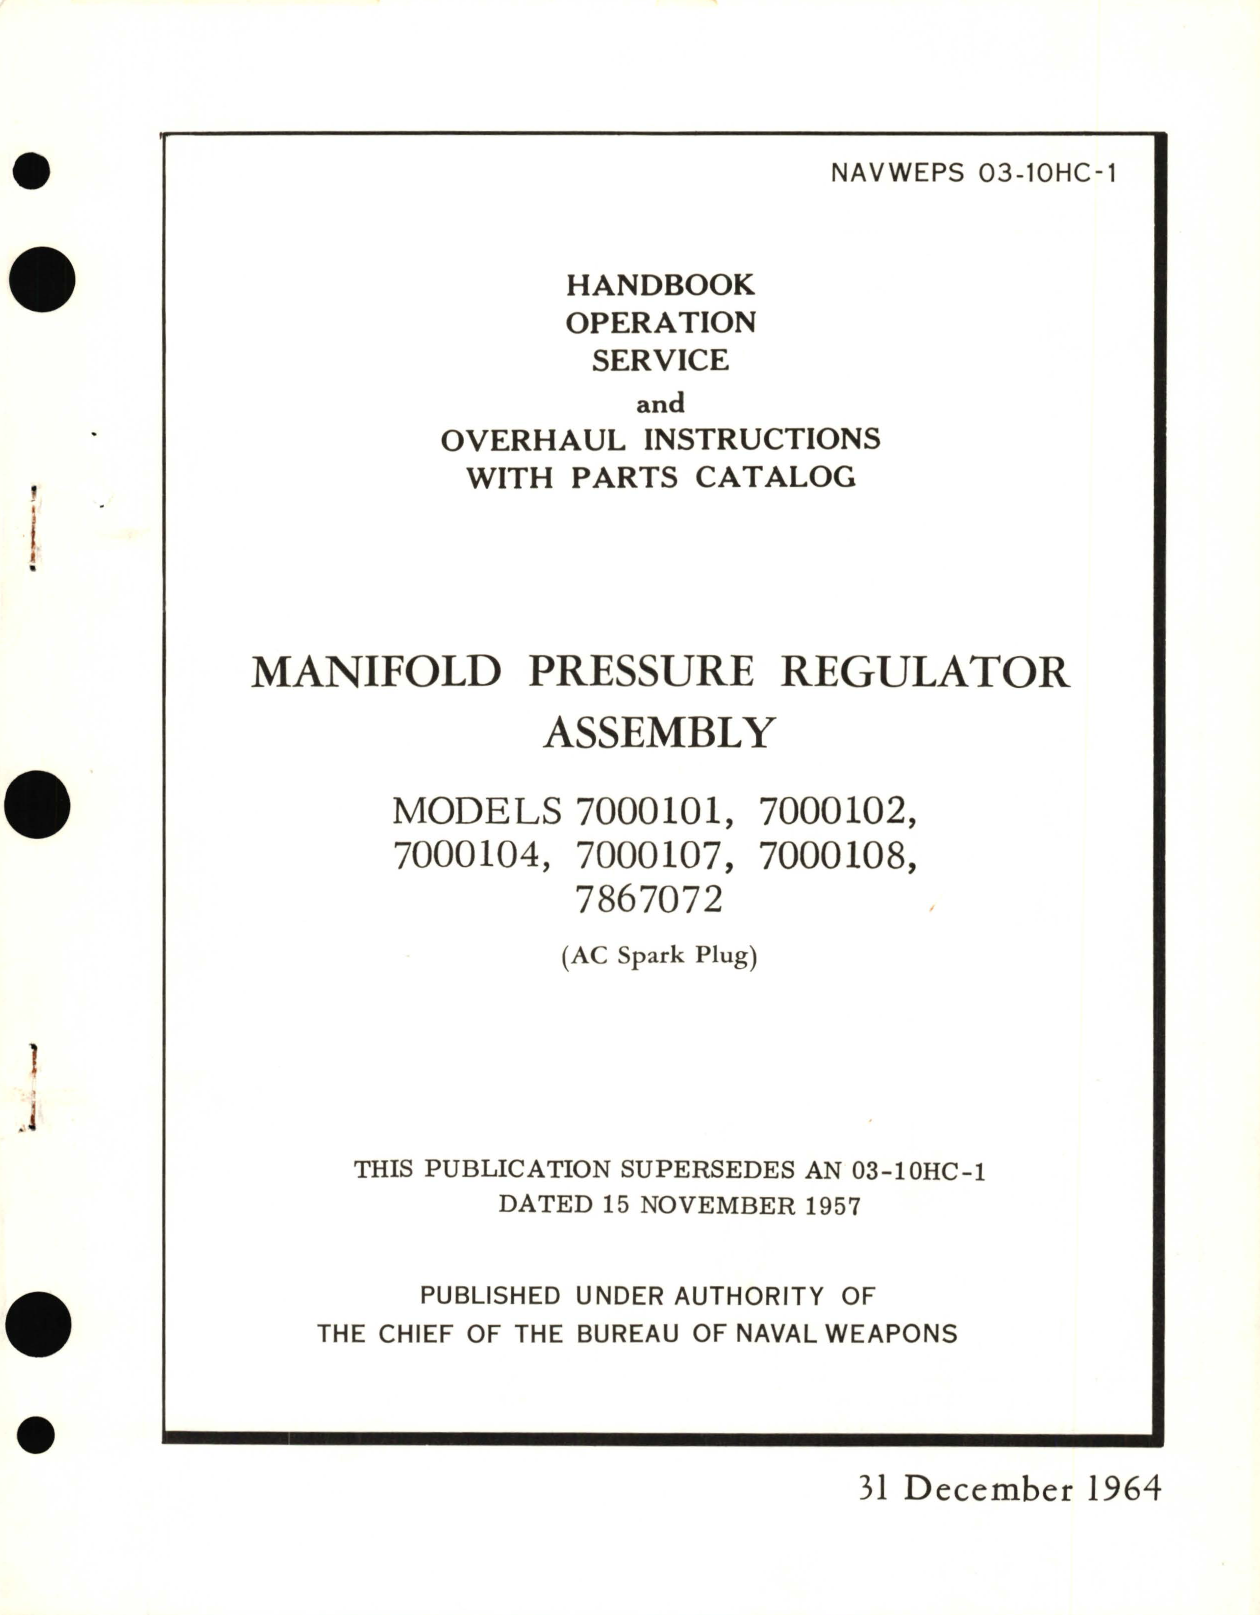 NAVWEPS 03-10HC-1
HANDBOOK
OPERATION
SERVICE
and
OVERHAUL INSTRUCTIONS
WITH PARTS CATALOG
MANIFOLD PRESSURE REGULATOR
ASSEMBLY
MODELS 7000101, 7000102,
7000104, 7000107, 7000108,
7867072
(AC Spark Plug)
THIS PUBLICATION SUPERSEDES AN 03-10HC-1
DATED 15 NOVEMBER 1957
PUBLISHED UNDER AUTHORITY OF
THE CHIEF OF THE BUREAU OF NAVAL WEAPONS
31 December 1964